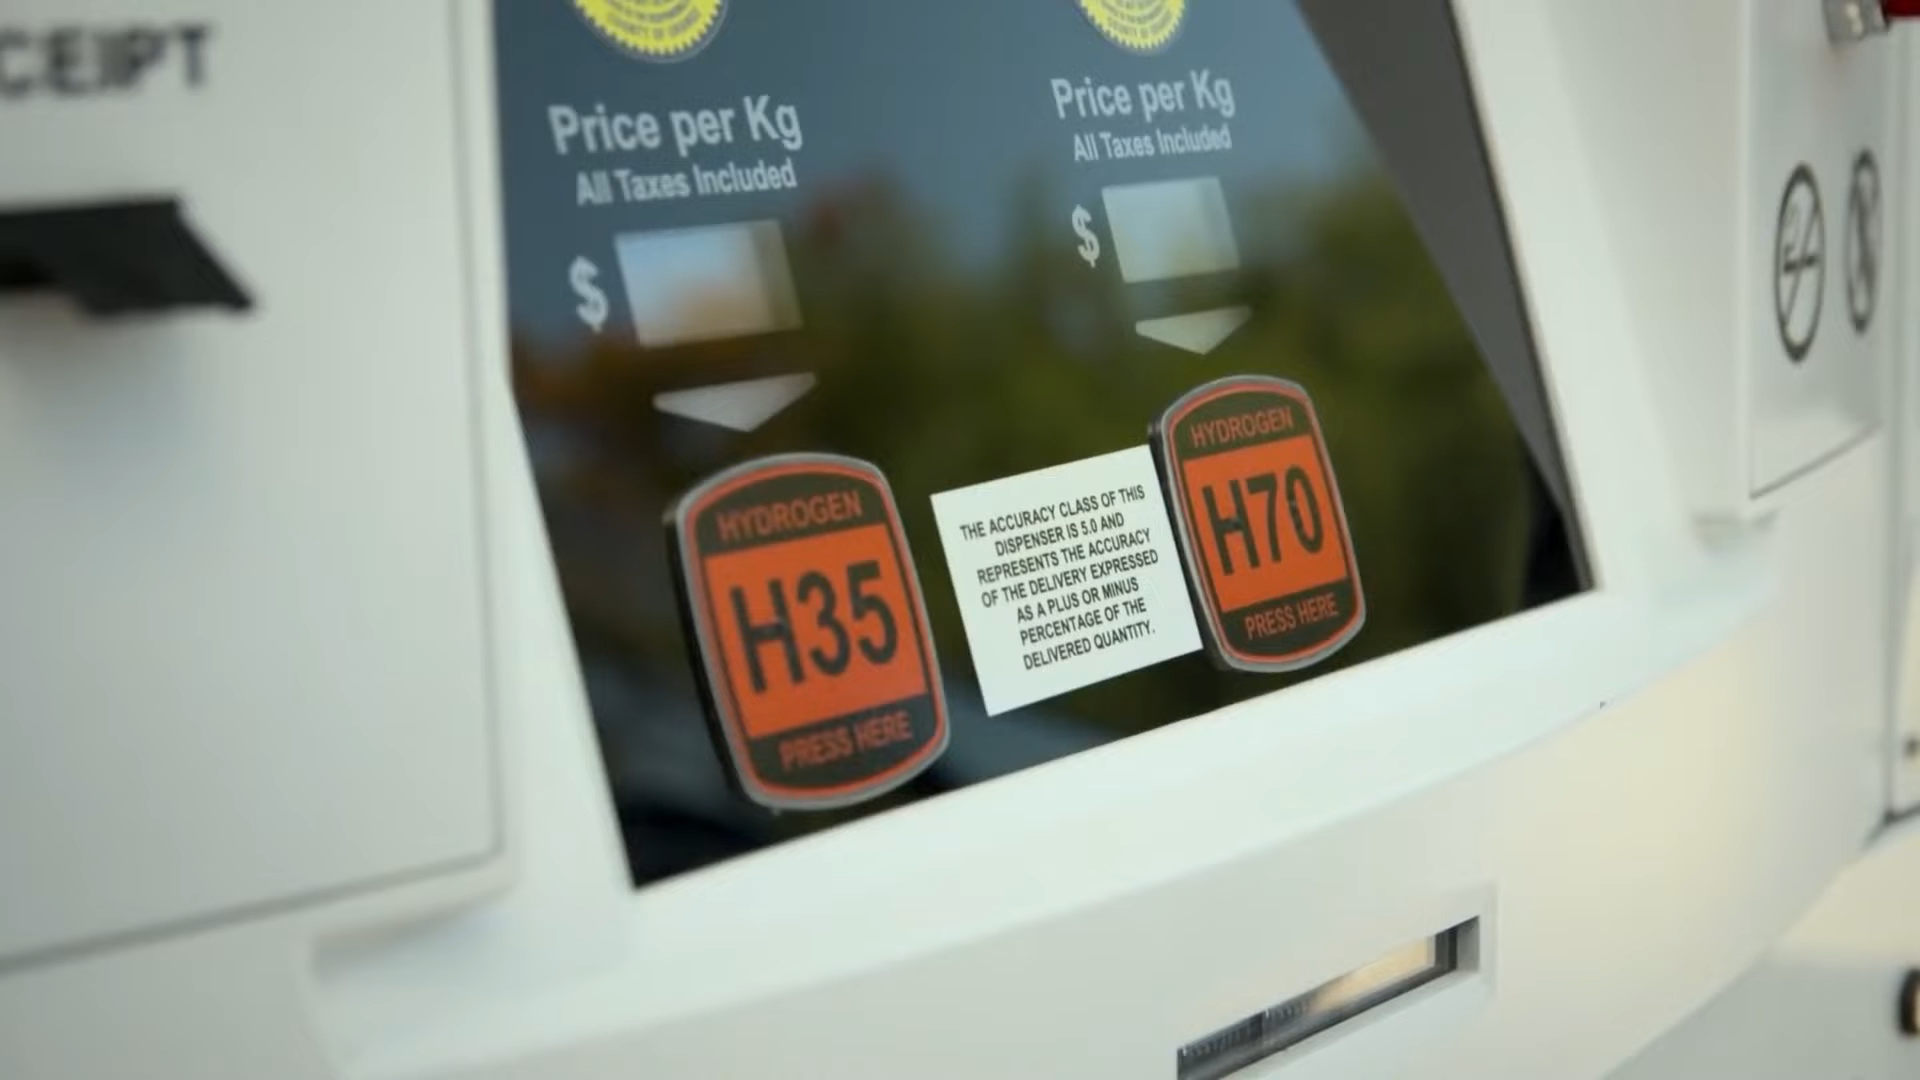 CEIPT
Price per Kg
All Taxes Included
$
HYDROGEN
H35
PRESS HERE
THE ACCURACY CLASS OF THIS
DISPENSER IS 5.0 AND
REPRESENTS THE ACCURACY
OF THE DELIVERY EXPRESSED
AS A PLUS OR MINUS
PERCENTAGE OF THE
DELIVERED QUANTITY.
Price per Kg
All Taxes Included
$
HYDROGEN
H70
PRESS HERE